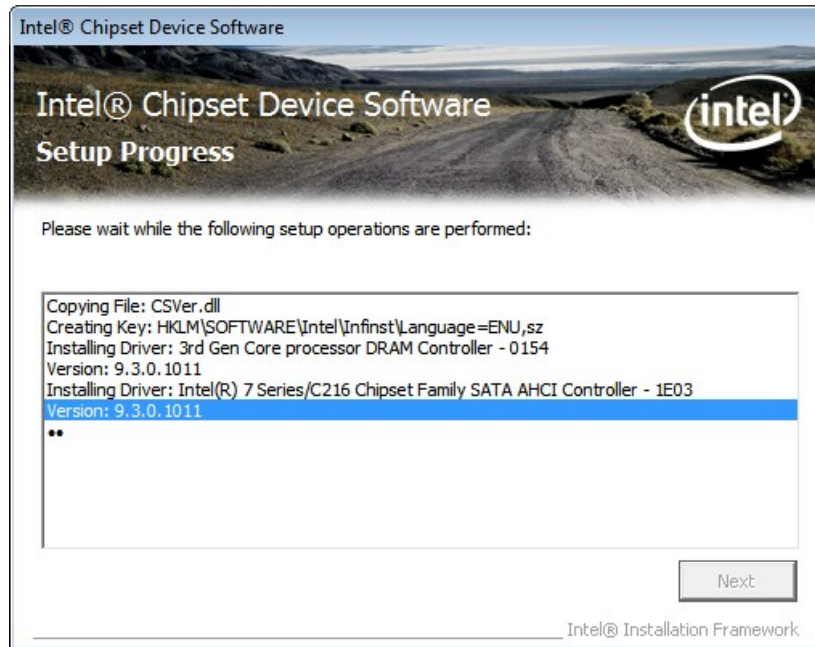 Intel® Chipset Device Software
Intel® Chipset Device Software
intel
Setup Progress
Please wait while the following setup operations are performed:
Copying File: CSVer.dll
Creating Key: HKLM\SOFTWARE\Intel\Infinst\Language=ENU,sz
Installing Driver: 3rd Gen Core processor DRAM Controller - 0154
Version: 9.3.0.1011
Installing Driver: Intel(R) 7 Series/C216 Chipset Family SATA AHCI Controller - 1E03
Version: 9.3.0.1011
••
Next
Intel® Installation Framework